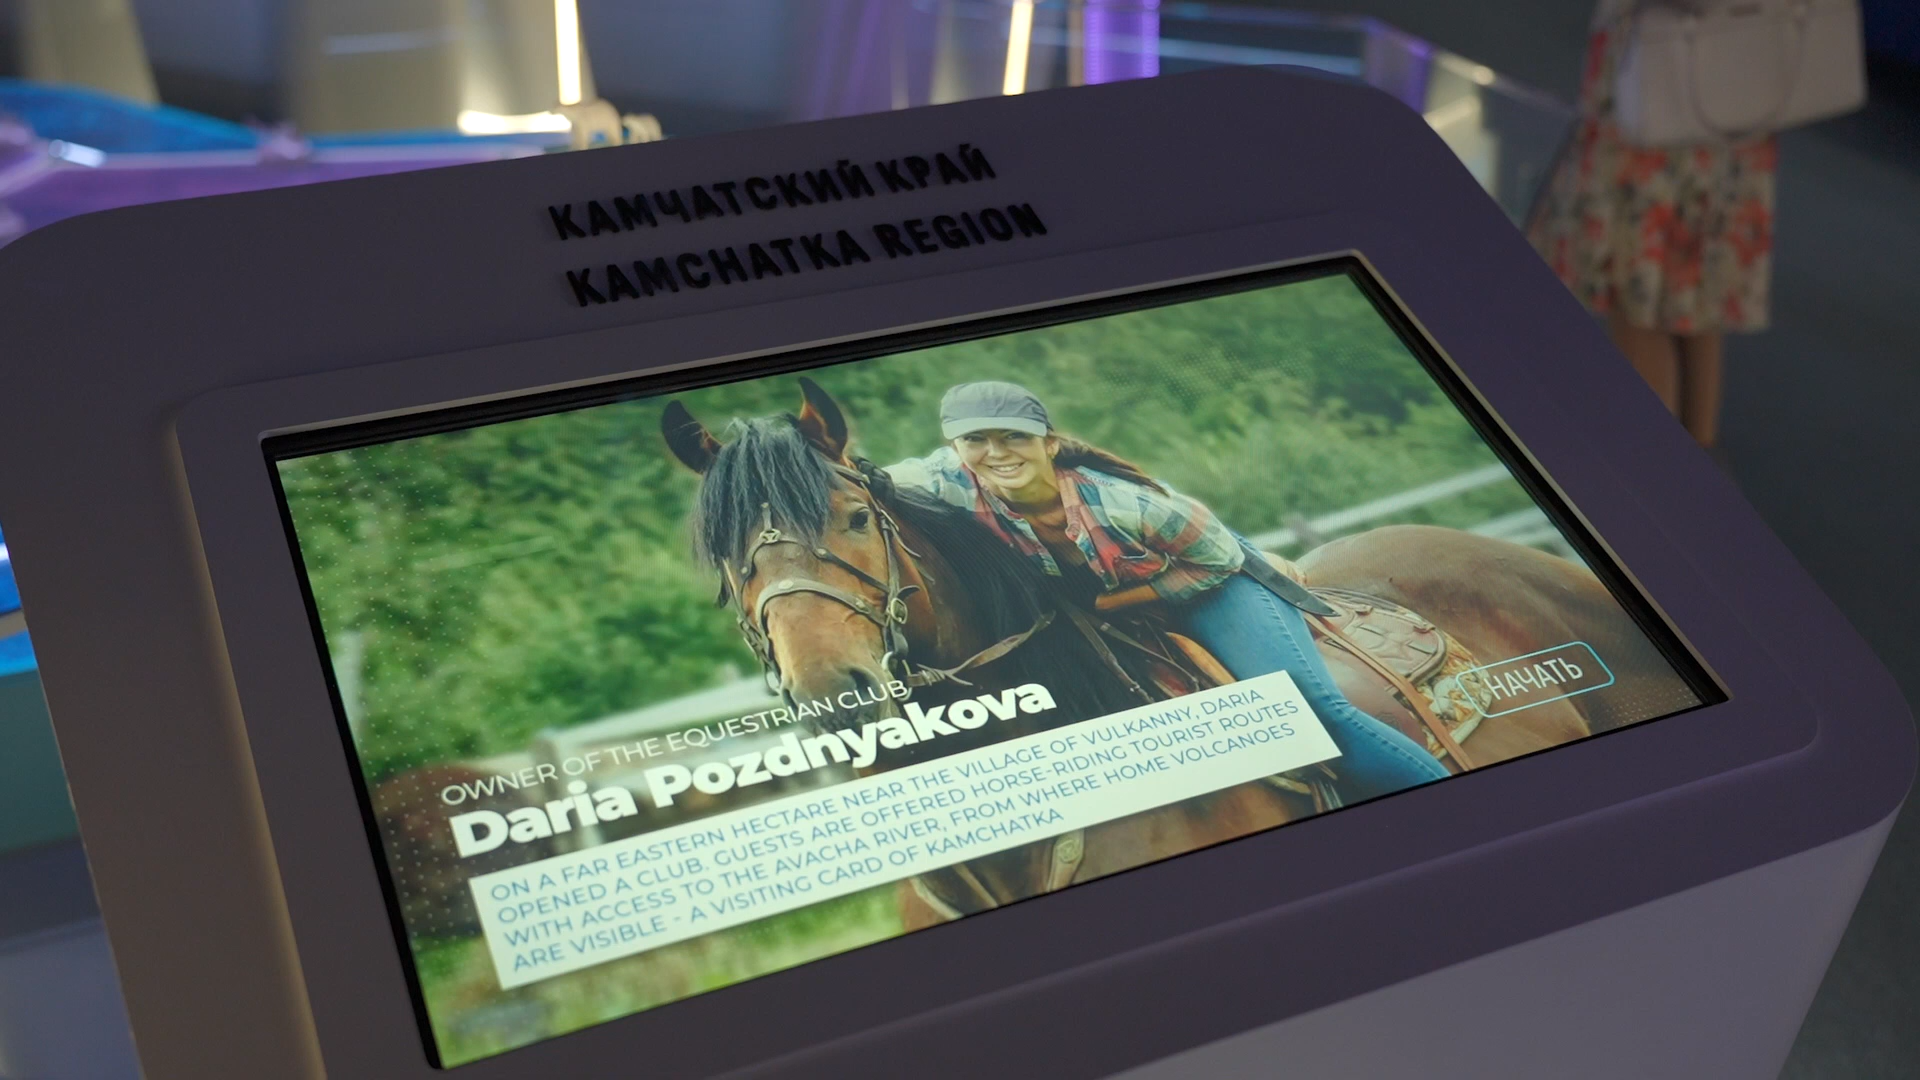 КАМЧАТСКИЙ КРАЙ
KAMCHATKA REGION
OWNER OF THE EQUESTRIAN CLUB
Daria Pozdnyakova
ON A FAR EASTERN HECTARE NEAR THE VILLAGE OF VULKANNY, DARIA
OPENED A CLUB. GUESTS ARE OFFERED HORSE-RIDING TOURIST ROUTES
WITH ACCESS TO THE AVACHA RIVER, FROM WHERE HOME VOLCANOES
ARE VISIBLE - A VISITING CARD OF KAMCHATKA
НАЧАТЬ